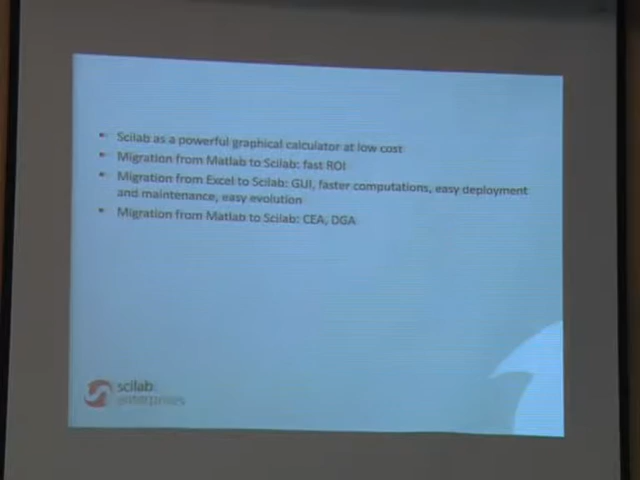 Scilab as a powerful graphical calculator at low cost
Migration from Matlab to Scilab: fast ROI
Migration from Excel to Scilab: GUI, faster computations, easy deployment
and maintenance, easy evolution
Migration from Matlab to Scilab: CEA, DGA
scilab
enterprises